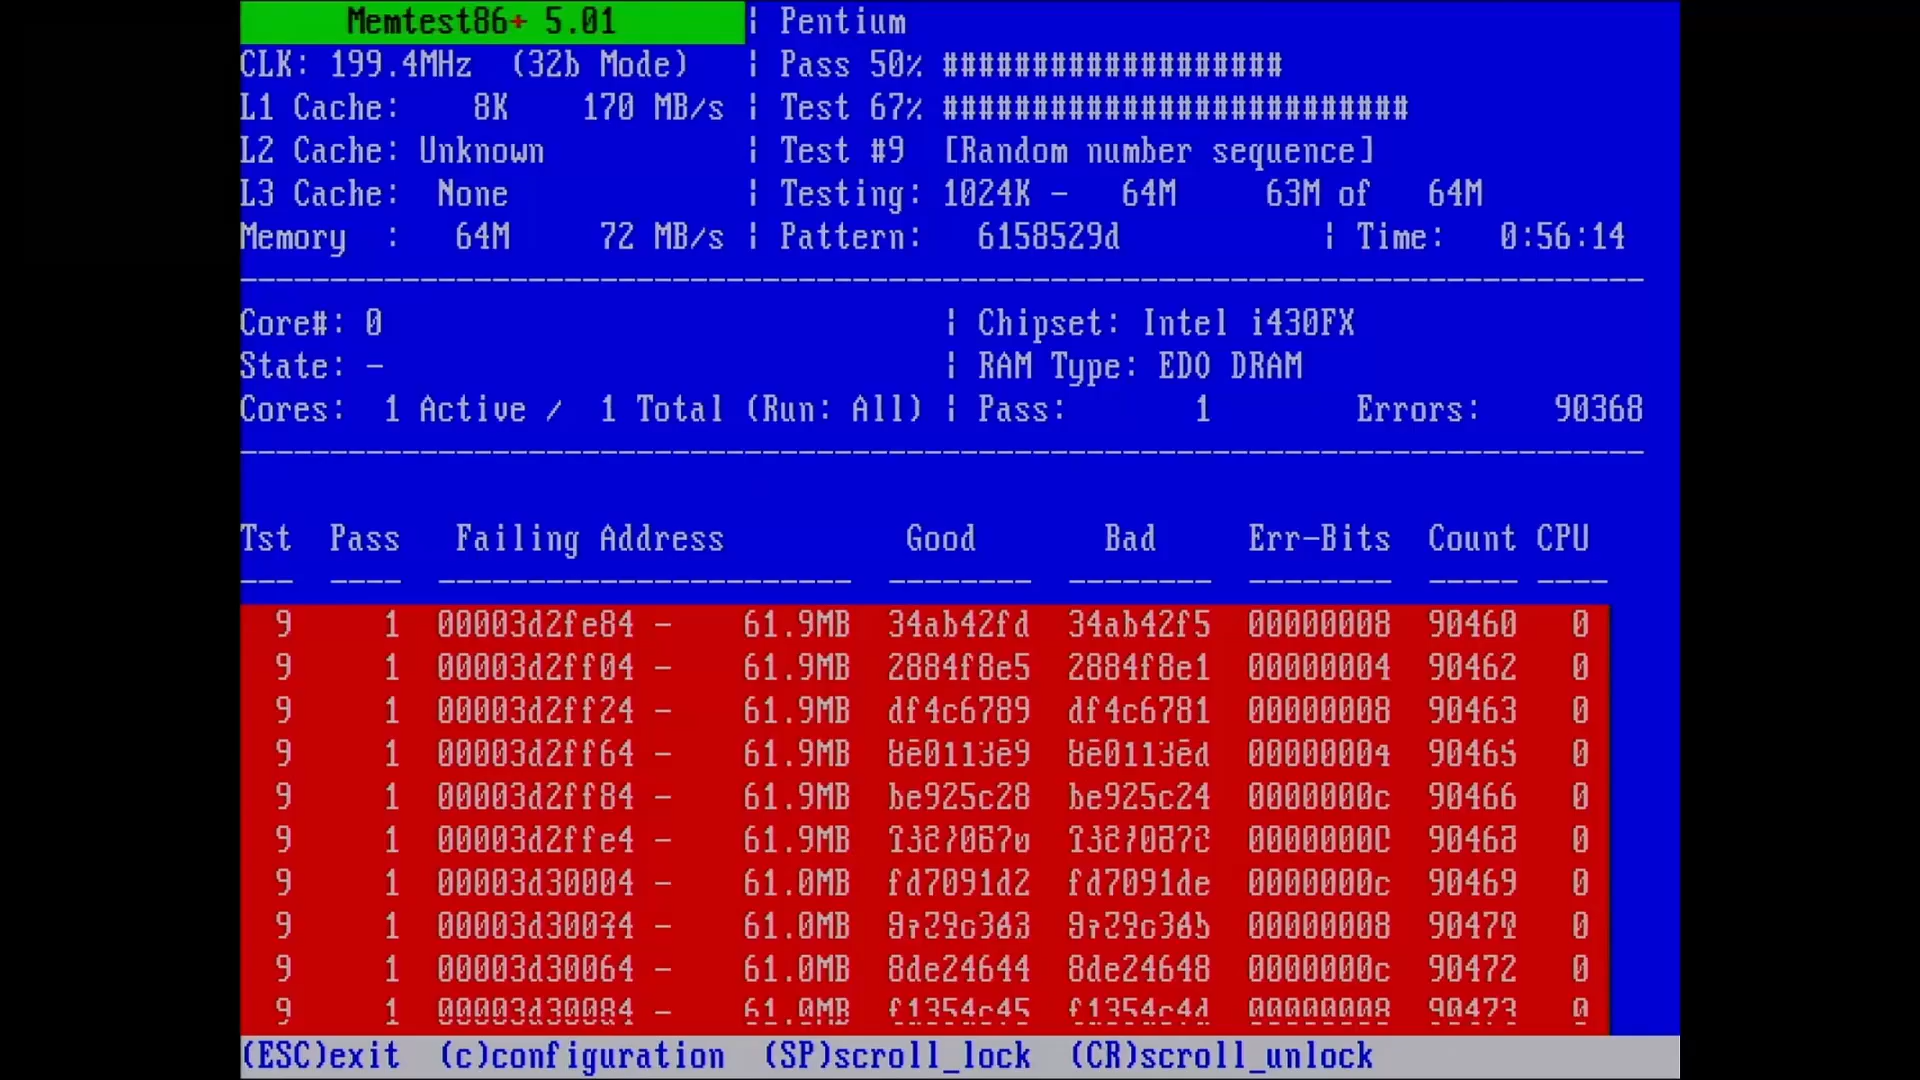 Memtest86+ 5.01 | Pentium
CLK: 199.4MHz (32b Mode) | Pass 50% ###################
L1 Cache: 8K 170 MB/s | Test 67% ##########################
L2 Cache: Unknown | Test #9 [Random number sequence]
L3 Cache: None | Testing: 1024K - 64M 63M of 64M
Memory : 64M 72 MB/s | Pattern: 6158529d | Time: 0:56:14
------------------------------------------------------------------------------
Core#: 0 | Chipset: Intel i430FX
State: - | RAM Type: EDO DRAM
Cores: 1 Active / 1 Total (Run: All) | Pass: 1 Errors: 90368
------------------------------------------------------------------------------
Tst Pass Failing Address Good Bad Err-Bits Count CPU
--- ---- ----------------------- -------- -------- -------- ----- ----
9 1 00003d2fe84 - 61.9MB 34ab42fd 34ab42f5 00000008 90460 0
9 1 00003d2ff04 - 61.9MB 2884f8e5 2884f8e1 00000004 90462 0
9 1 00003d2ff24 - 61.9MB df4c6789 df4c6781 00000008 90463 0
9 1 00003d2ff64 - 61.9MB 8e0113e9 8e0113ed 00000004 90465 0
9 1 00003d2ff84 - 61.9MB be925c28 be925c24 0000000c 90466 0
9 1 00003d2ffe4 - 61.9MB 0000000c 90468 0
9 1 00003d30004 - 61.0MB fd7091d2 fd7091de 0000000c 90469 0
9 1 - 61.0MB 00000008 0
9 1 00003d30064 - 61.0MB 8de24644 8de24648 0000000c 90472 0
9 1 00003d30084 - 61.0MB f1354c45 f1354c4d 00000008 90473 0
(ESC)exit (c)configuration (SP)scroll_lock (CR)scroll_unlock